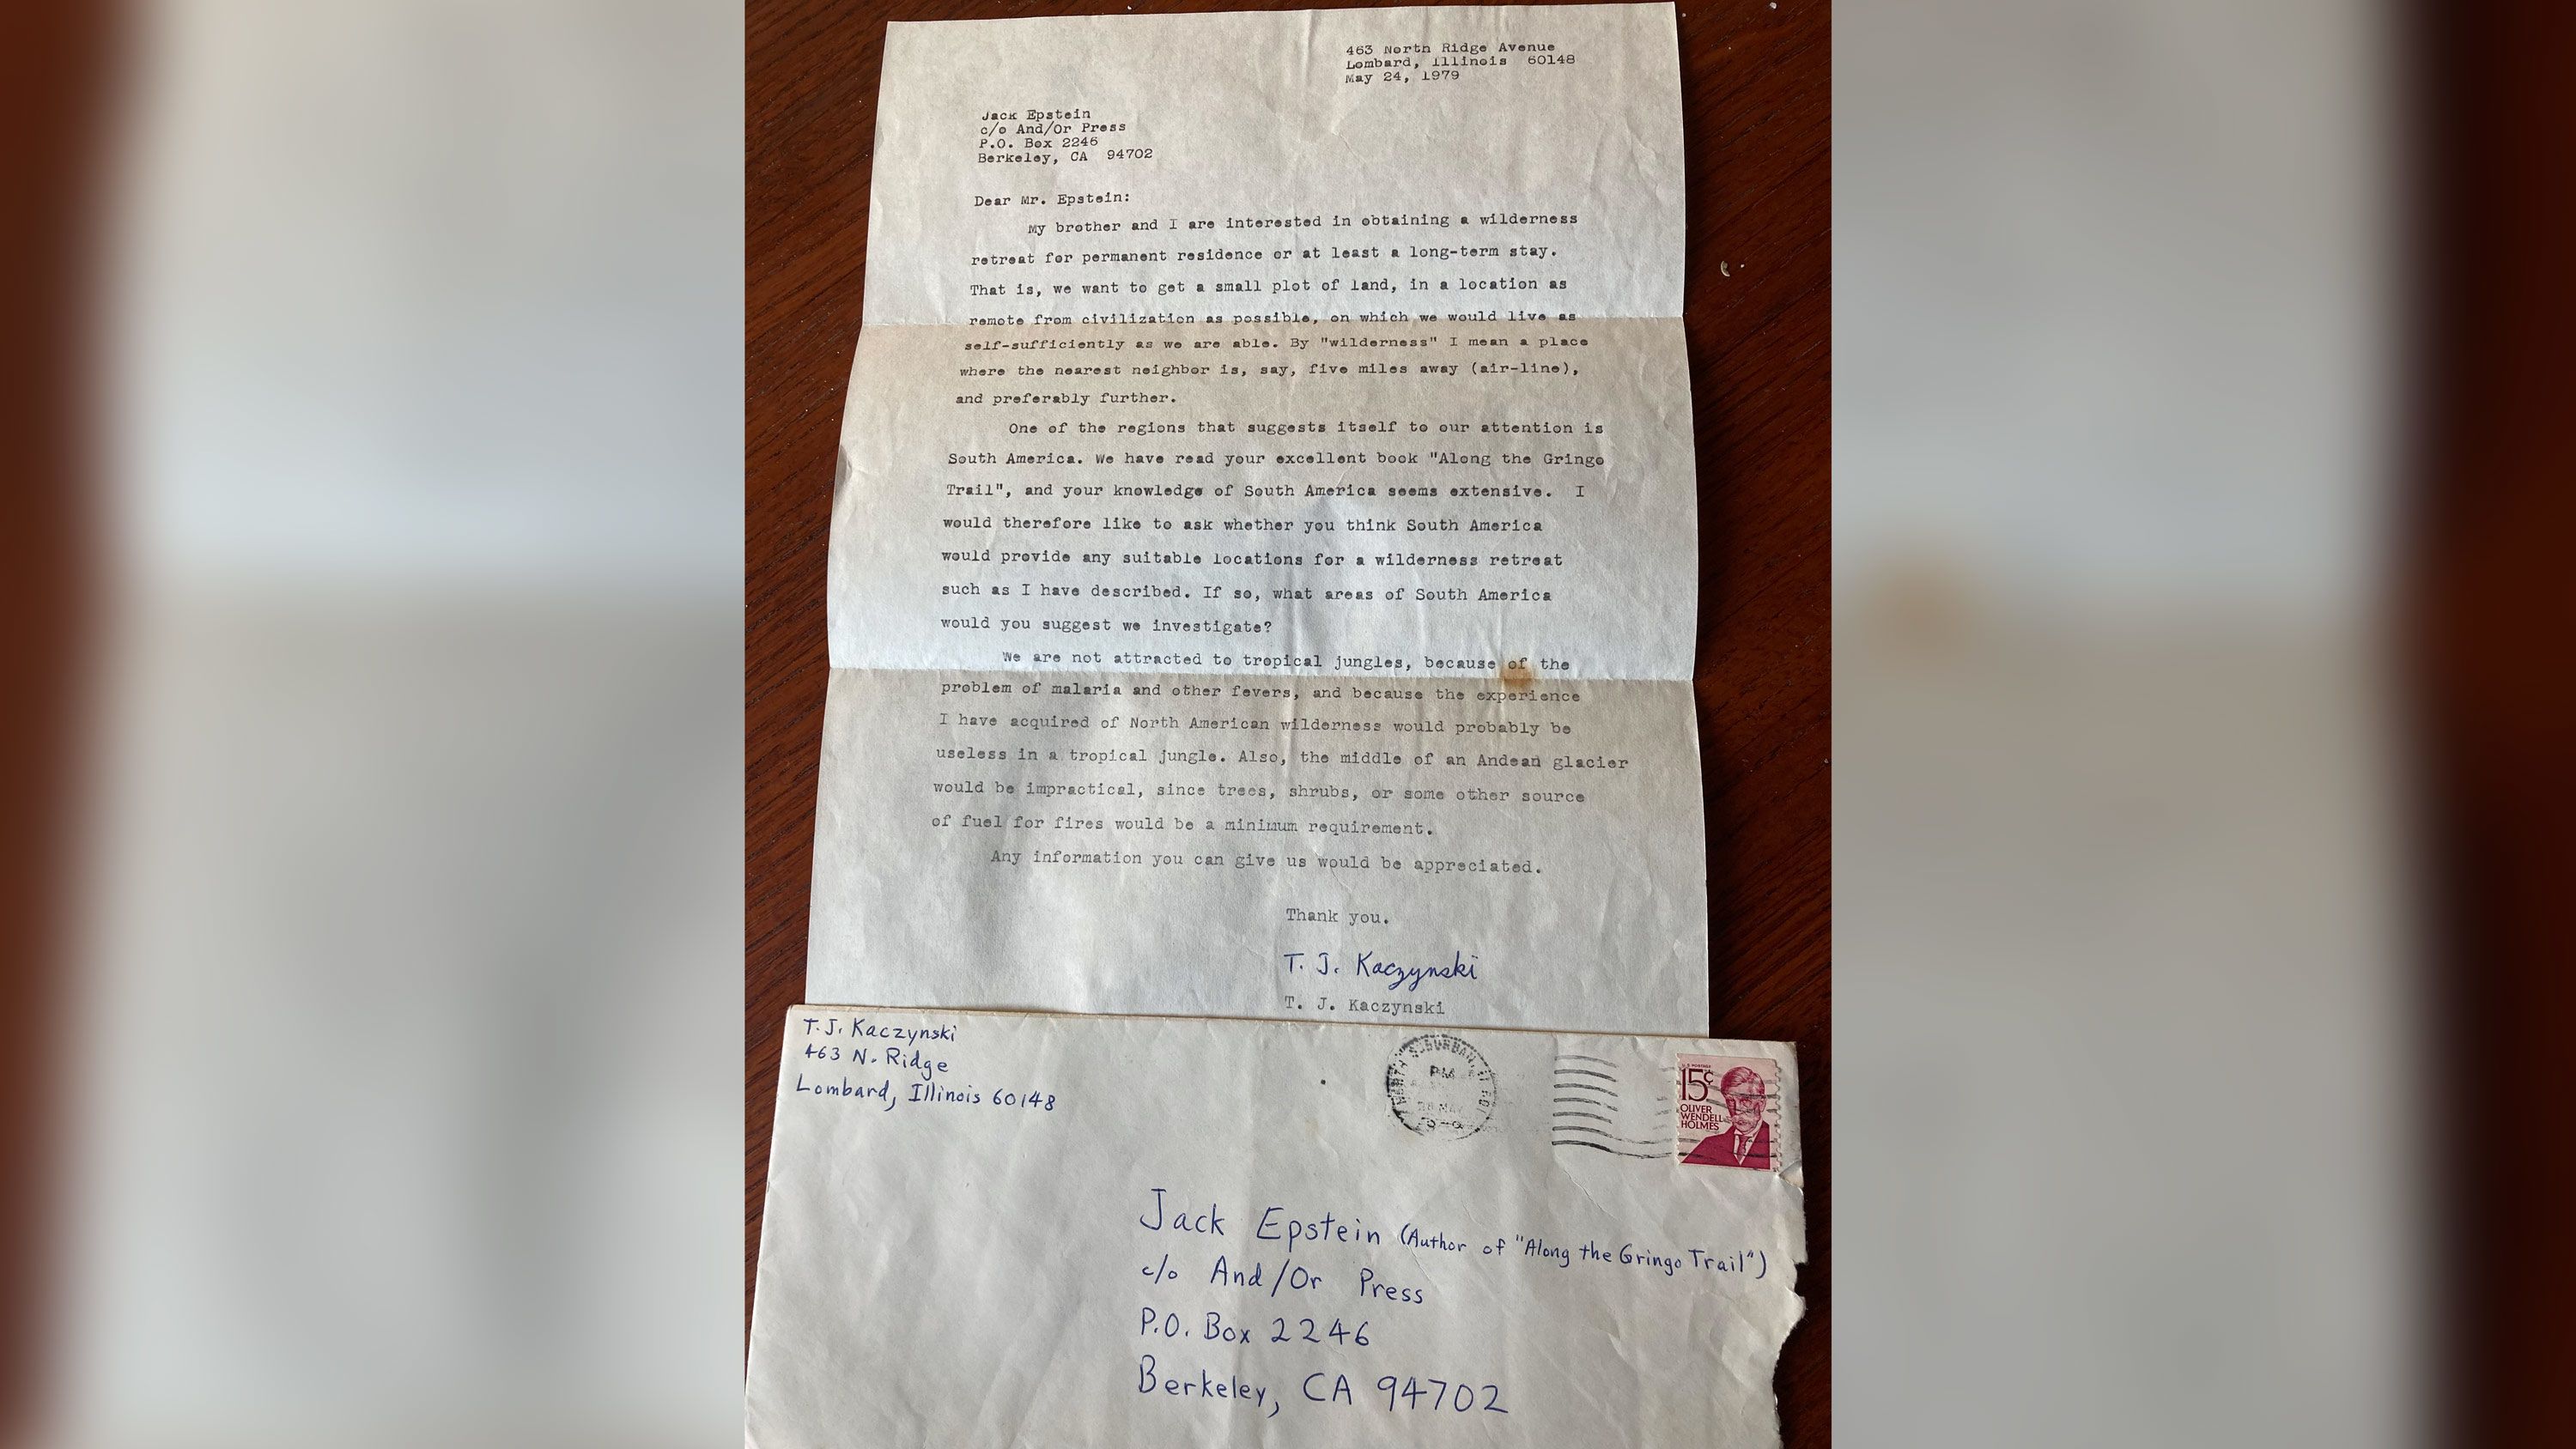 463 North Ridge Avenue
Lombard, Illinois 60148
May 24, 1979
Jack Epstein
c/o And/Or Press
P.O. Box 2246
Berkeley, CA 94702
Dear Mr. Epstein:
My brother and I are interested in obtaining a wilderness
retreat for permanent residence or at least a long-term stay.
That is, we want to get a small plot of land, in a location as
remote from civilization as possible, on which we would live as
self-sufficiently as we are able. By "wilderness" I mean a place
where the nearest neighbor is, say, five miles away (air-line),
and preferably further.
One of the regions that suggests itself to our attention is
South America. We have read your excellent book "Along the Gringo
Trail", and your knowledge of South America seems extensive. I
would therefore like to ask whether you think South America
would provide any suitable locations for a wilderness retreat
such as I have described. If so, what areas of South America
would you suggest we investigate?
We are not attracted to tropical jungles, because of the
problem of malaria and other fevers, and because the experience
I have acquired of North American wilderness would probably be
useless in a tropical jungle. Also, the middle of an Andean glacier
would be impractical, since trees, shrubs, or some other source
of fuel for fires would be a minimum requirement.
Any information you can give us would be appreciated.
Thank you.
T. J. Kaczynski
T. J. Kaczynski
T. J. Kaczynski
463 N. Ridge
Lombard, Illinois 60148
SUBURBAN
PM
MAY
15¢
OLIVER
WENDELL
HOLMES
Jack Epstein (Author of "Along the Gringo Trail")
c/o And/Or Press
P.O. Box 2246
Berkeley, CA 94702